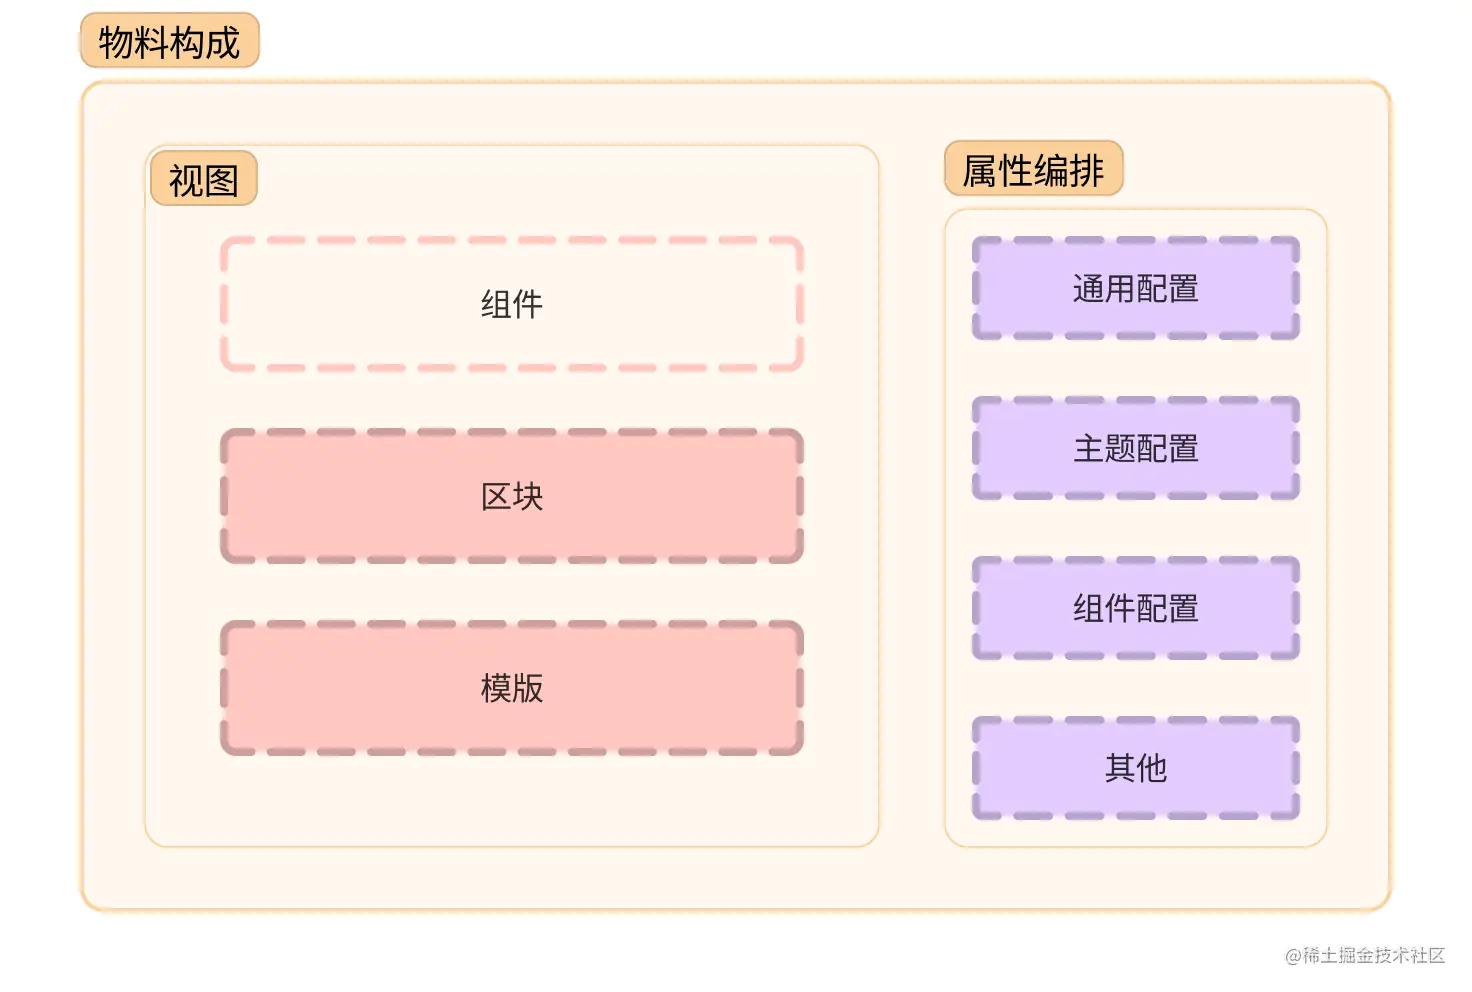 物料构成
视图
组件
区块
模版
属性编排
通用配置
主题配置
组件配置
其他
@稀土掘金技术社区